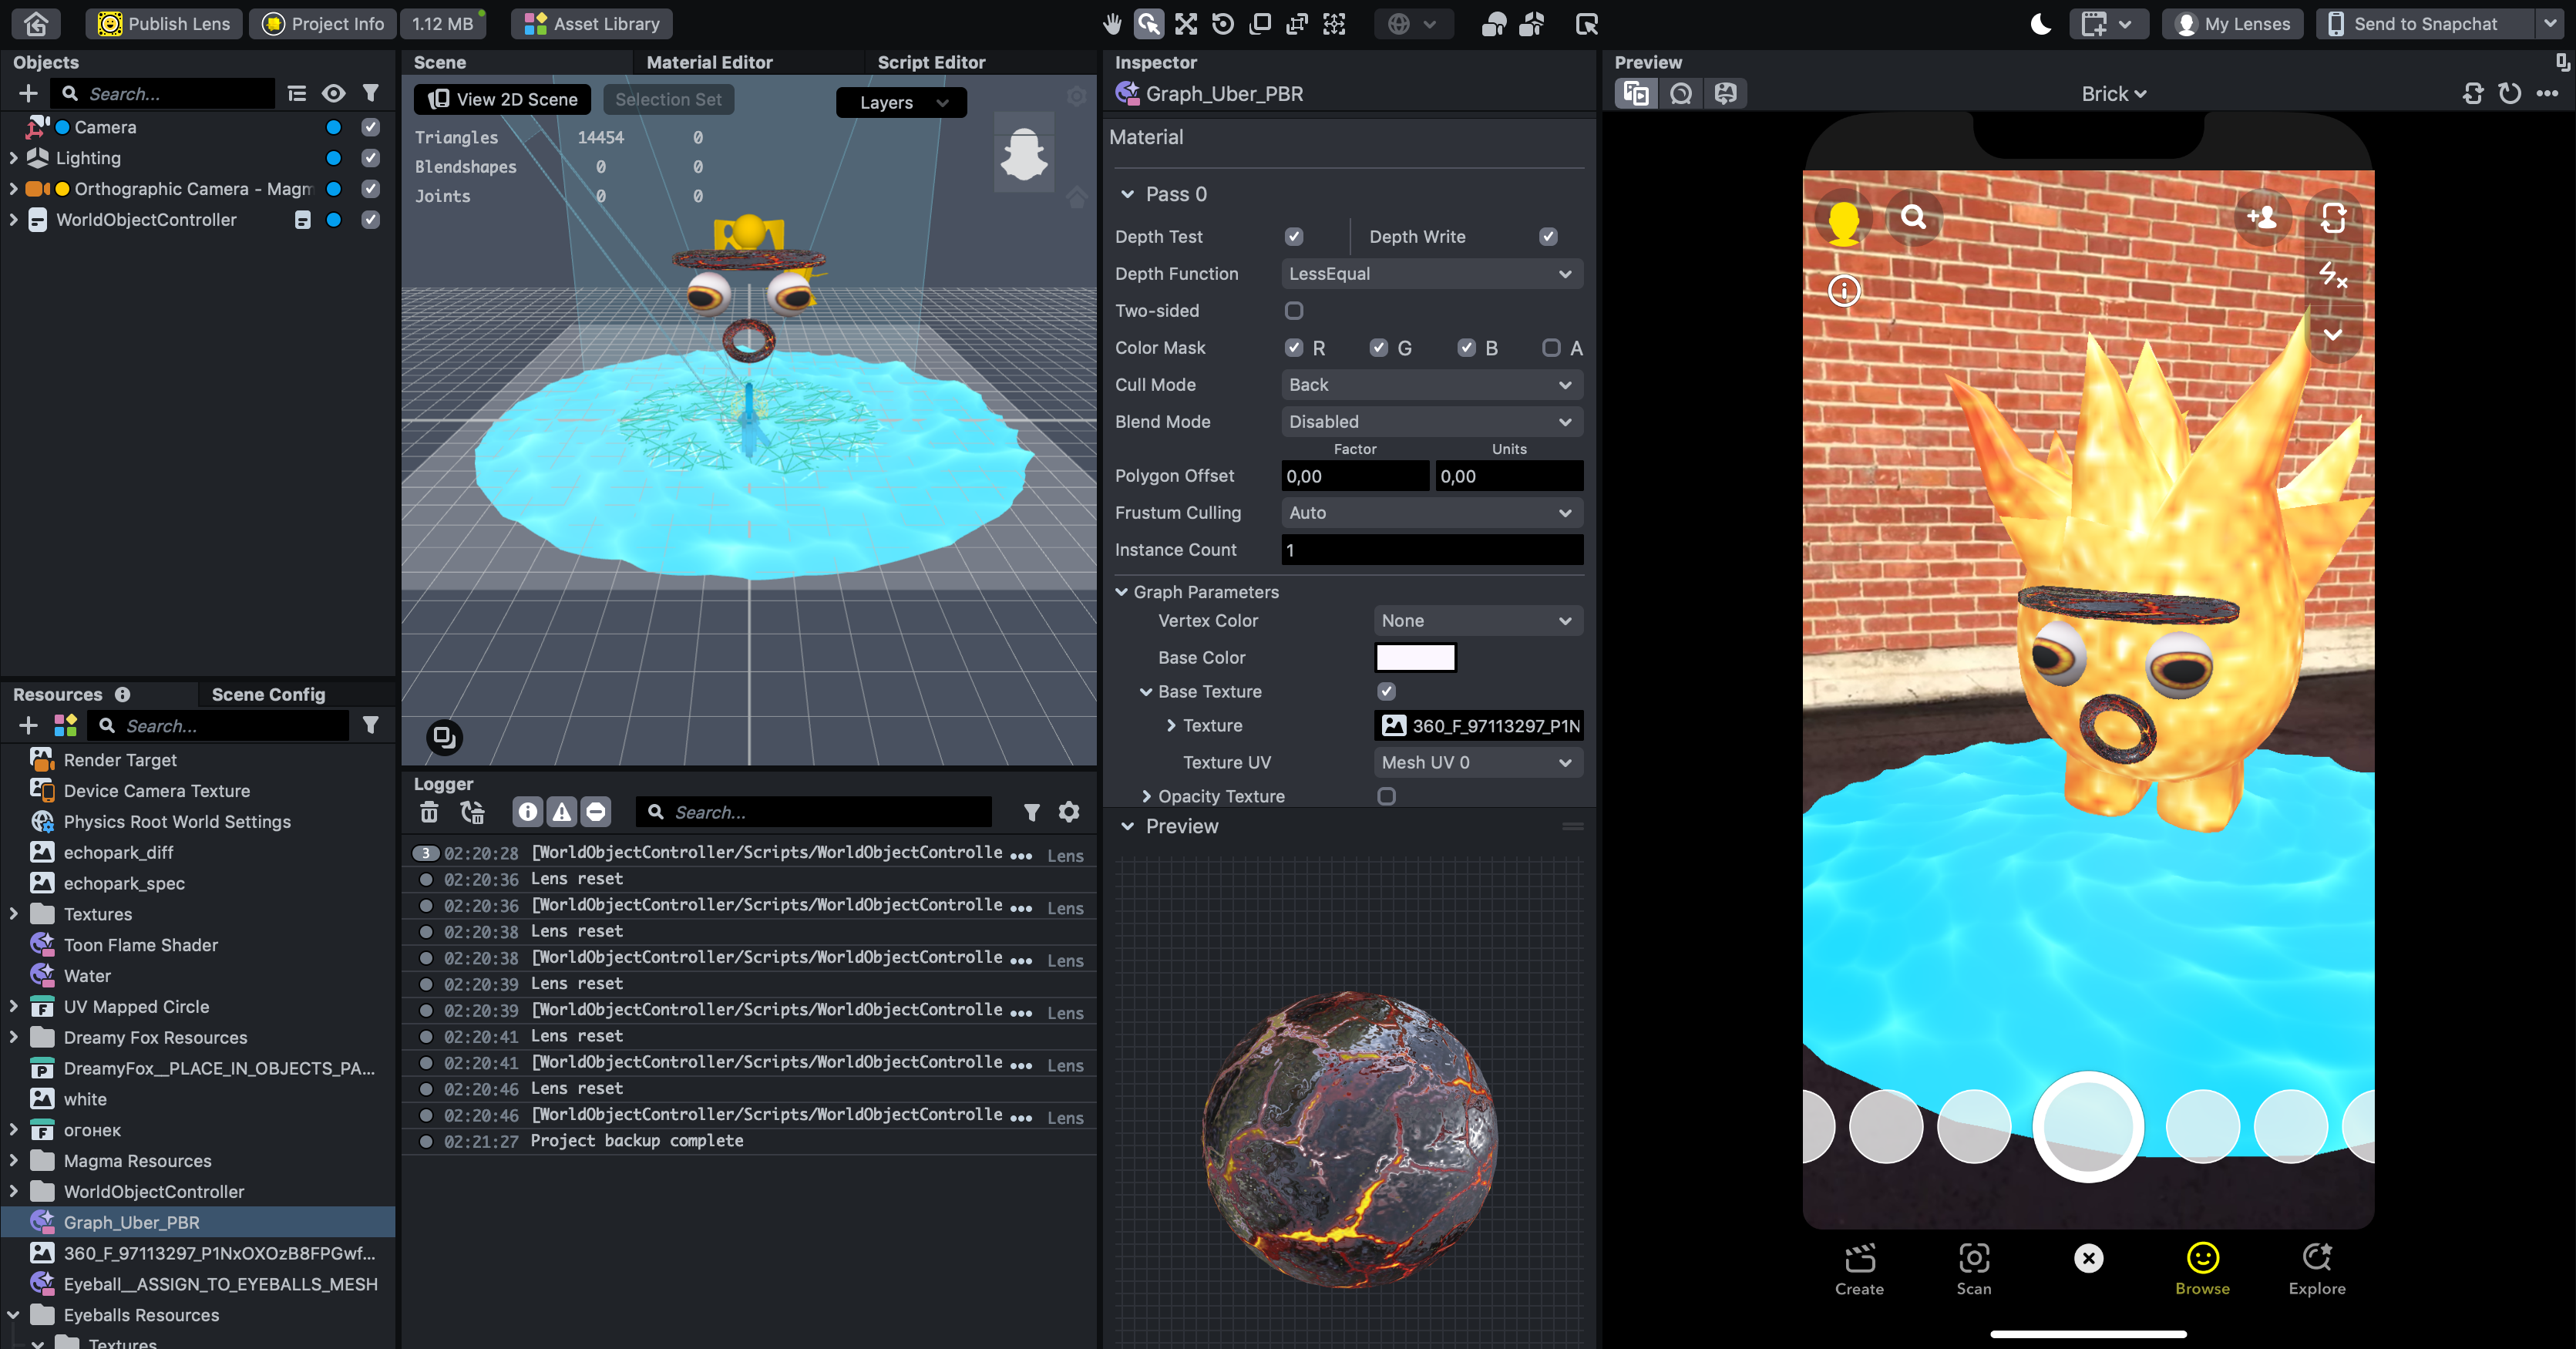 Publish Lens
Project Info
1.12 MB
Asset Library
My Lenses
Send to Snapchat
Objects
Search...
Camera
Lighting
Orthographic Camera - Magm
WorldObjectController
Resources
Scene Config
Search...
Render Target
Device Camera Texture
Physics Root World Settings
echopark_diff
echopark_spec
Textures
Toon Flame Shader
Water
UV Mapped Circle
Dreamy Fox Resources
DreamyFox__PLACE_IN_OBJECTS_PA...
white
огонек
Magma Resources
WorldObjectController
Graph_Uber_PBR
360_F_97113297_P1NxOXOzB8FPGwf...
Eyeball__ASSIGN_TO_EYEBALLS_MESH
Eyeballs Resources
Textures
Scene
Material Editor
Script Editor
View 2D Scene
Selection Set
Layers
Triangles 14454 0
Blendshapes 0 0
Joints 0 0
Logger
Search...
3 02:20:28 [WorldObjectController/Scripts/WorldObjectControlle ••• Lens
02:20:36 Lens reset
02:20:36 [WorldObjectController/Scripts/WorldObjectControlle ••• Lens
02:20:38 Lens reset
02:20:38 [WorldObjectController/Scripts/WorldObjectControlle ••• Lens
02:20:39 Lens reset
02:20:39 [WorldObjectController/Scripts/WorldObjectControlle ••• Lens
02:20:41 Lens reset
02:20:41 [WorldObjectController/Scripts/WorldObjectControlle ••• Lens
02:20:46 Lens reset
02:20:46 [WorldObjectController/Scripts/WorldObjectControlle ••• Lens
02:21:27 Project backup complete
Inspector
Graph_Uber_PBR
Material
Pass 0
Depth Test
Depth Write
Depth Function LessEqual
Two-sided
Color Mask R G B A
Cull Mode Back
Blend Mode Disabled
Factor Units
Polygon Offset 0,00 0,00
Frustum Culling Auto
Instance Count 1
Graph Parameters
Vertex Color None
Base Color
Base Texture
Texture 360_F_97113297_P1N
Texture UV Mesh UV 0
Opacity Texture
Preview
Preview
Brick
Create
Scan
Browse
Explore